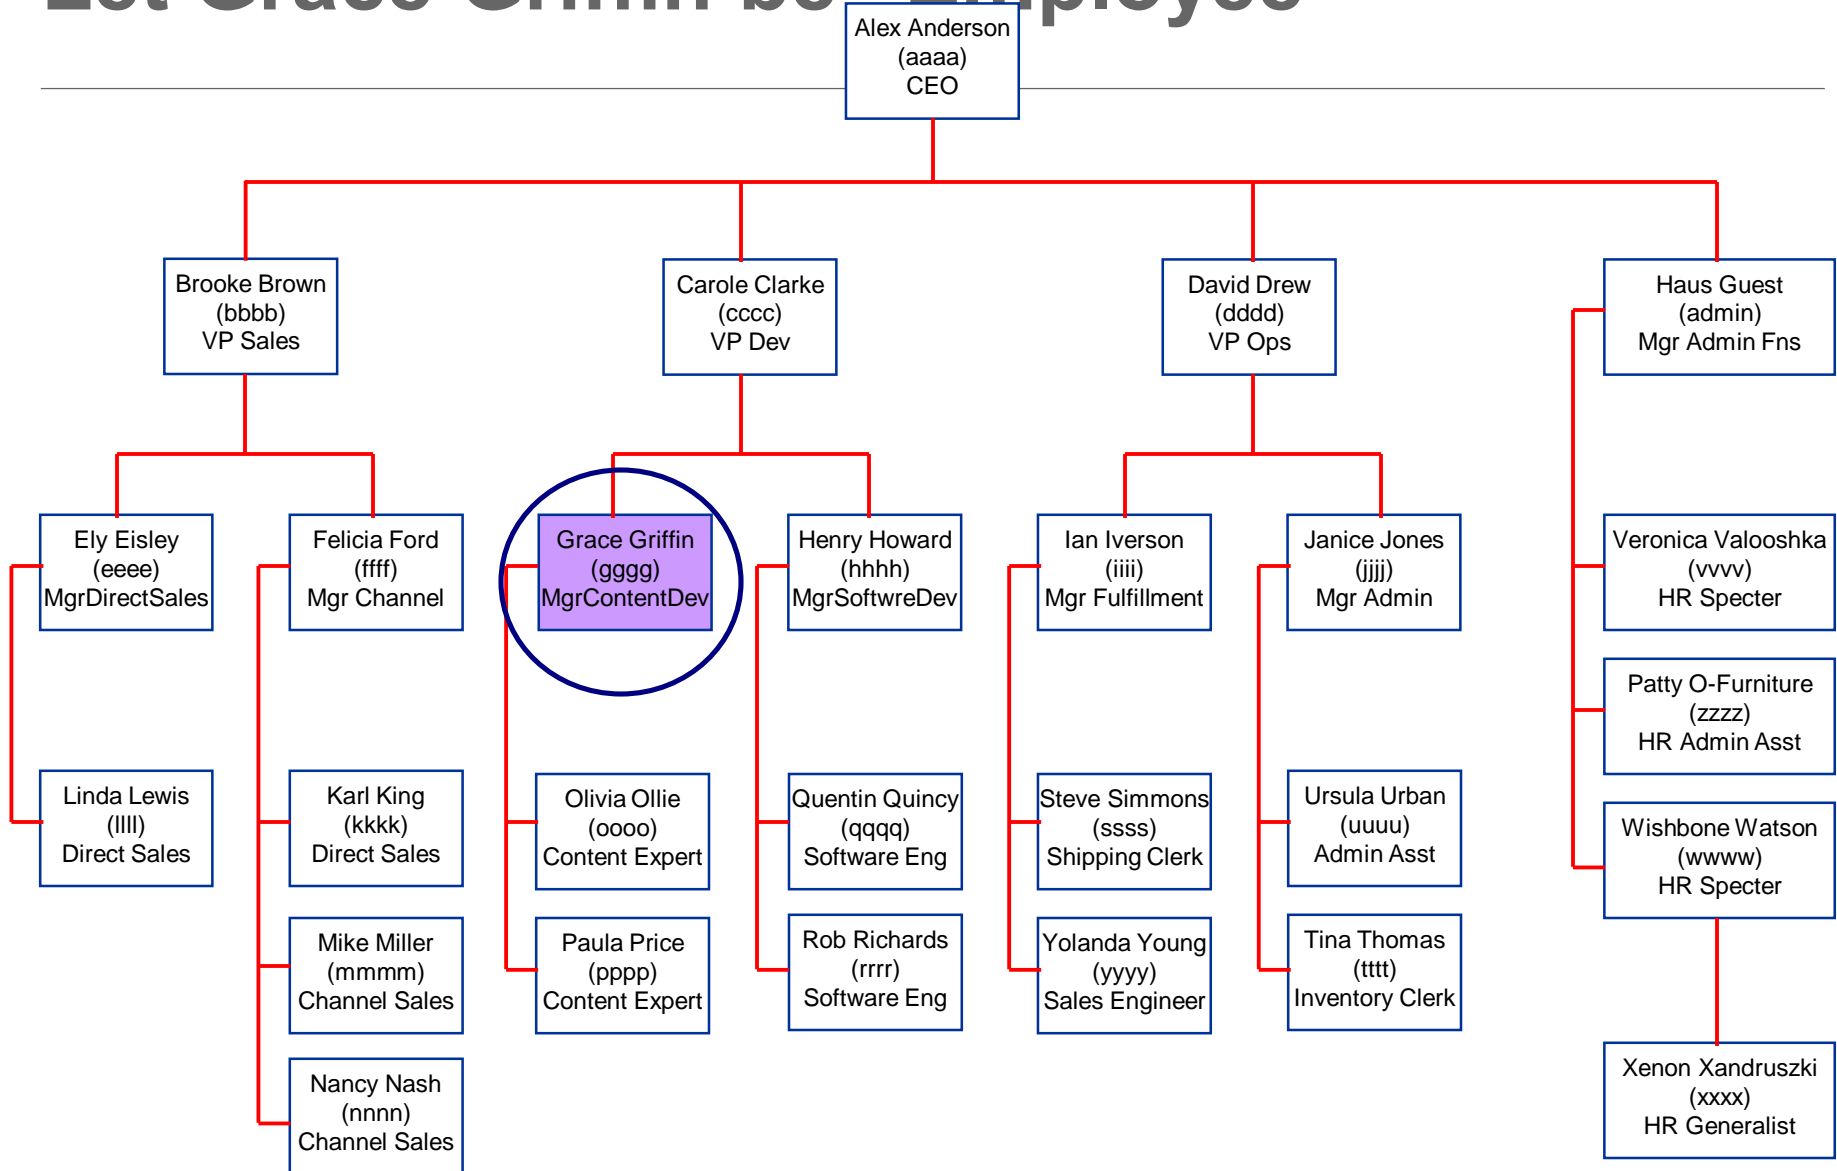 Let Grace Griffin be
Employee
Alex Anderson
(aaaa)
CEO
Brooke Brown
(bbbb)
VP Sales
Carole Clarke
(cccc)
VP Dev
David Drew
(dddd)
VP Ops
Haus Guest
(admin)
Mgr Admin Fns
Ely Eisley
(eeee)
MgrDirectSales
Felicia Ford
(ffff)
Mgr Channel
Grace Griffin
(gggg)
MgrContentDev
Henry Howard
(hhhh)
MgrSoftwreDev
Ian Iverson
(iiii)
Mgr Fulfillment
Janice Jones
(jjjj)
Mgr Admin
Veronica Valooshka
(vvvv)
HR Specter
Patty O-Furniture
(zzzz)
HR Admin Asst
Linda Lewis
(llll)
Direct Sales
Karl King
(kkkk)
Direct Sales
Olivia Ollie
(oooo)
Content Expert
Quentin Quincy
(qqqq)
Software Eng
Steve Simmons
(ssss)
Shipping Clerk
Ursula Urban
(uuuu)
Admin Asst
Wishbone Watson
(wwww)
HR Specter
Mike Miller
(mmmm)
Channel Sales
Paula Price
(pppp)
Content Expert
Rob Richards
(rrrr)
Software Eng
Yolanda Young
(yyyy)
Sales Engineer
Tina Thomas
(tttt)
Inventory Clerk
Nancy Nash
(nnnn)
Channel Sales
Xenon Xandruszki
(xxxx)
HR Generalist